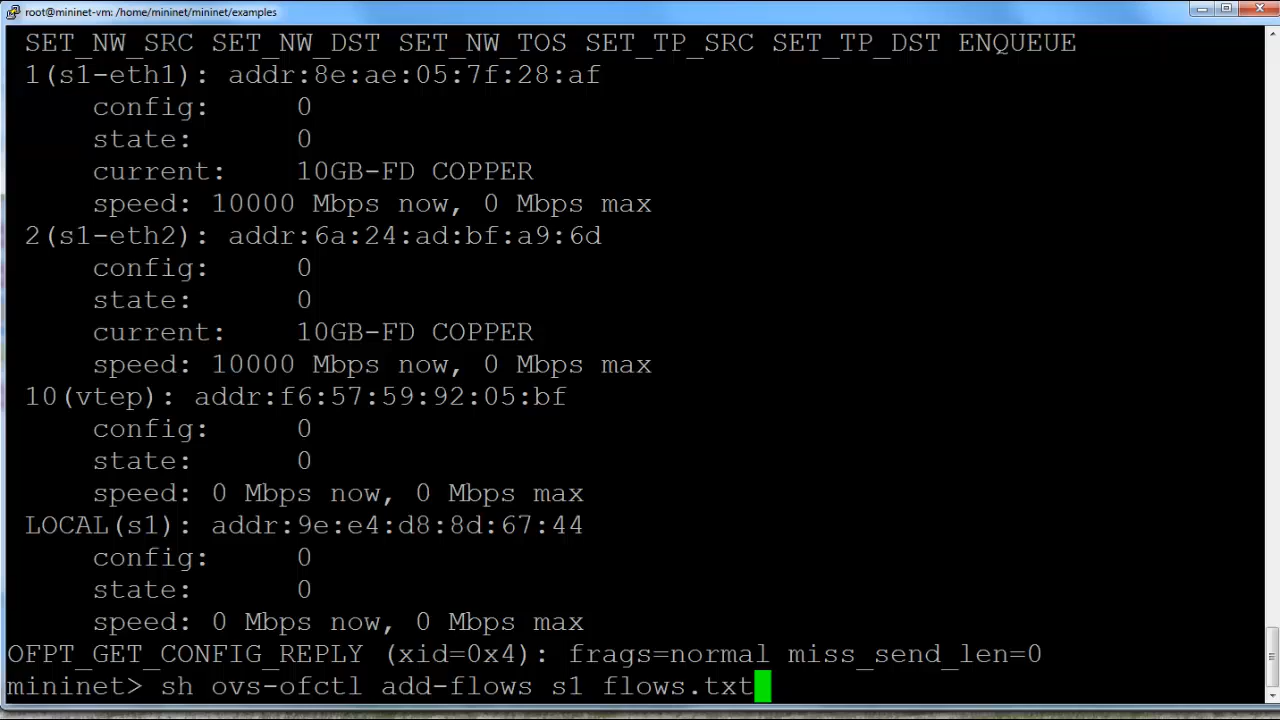 root@mininet-vm: /home/mininet/mininet/examples
SET_NW_SRC SET_NW_DST SET_NW_TOS SET_TP_SRC SET_TP_DST ENQUEUE
1(s1-eth1): addr:8e:ae:05:7f:28:af
config: 0
state: 0
current: 10GB-FD COPPER
speed: 10000 Mbps now, 0 Mbps max
2(s1-eth2): addr:6a:24:ad:bf:a9:6d
config: 0
state: 0
current: 10GB-FD COPPER
speed: 10000 Mbps now, 0 Mbps max
10(vtep): addr:f6:57:59:92:05:bf
config: 0
state: 0
speed: 0 Mbps now, 0 Mbps max
LOCAL(s1): addr:9e:e4:d8:8d:67:44
config: 0
state: 0
speed: 0 Mbps now, 0 Mbps max
OFPT_GET_CONFIG_REPLY (xid=0x4): frags=normal miss_send_len=0
mininet> sh ovs-ofctl add-flows s1 flows.txt